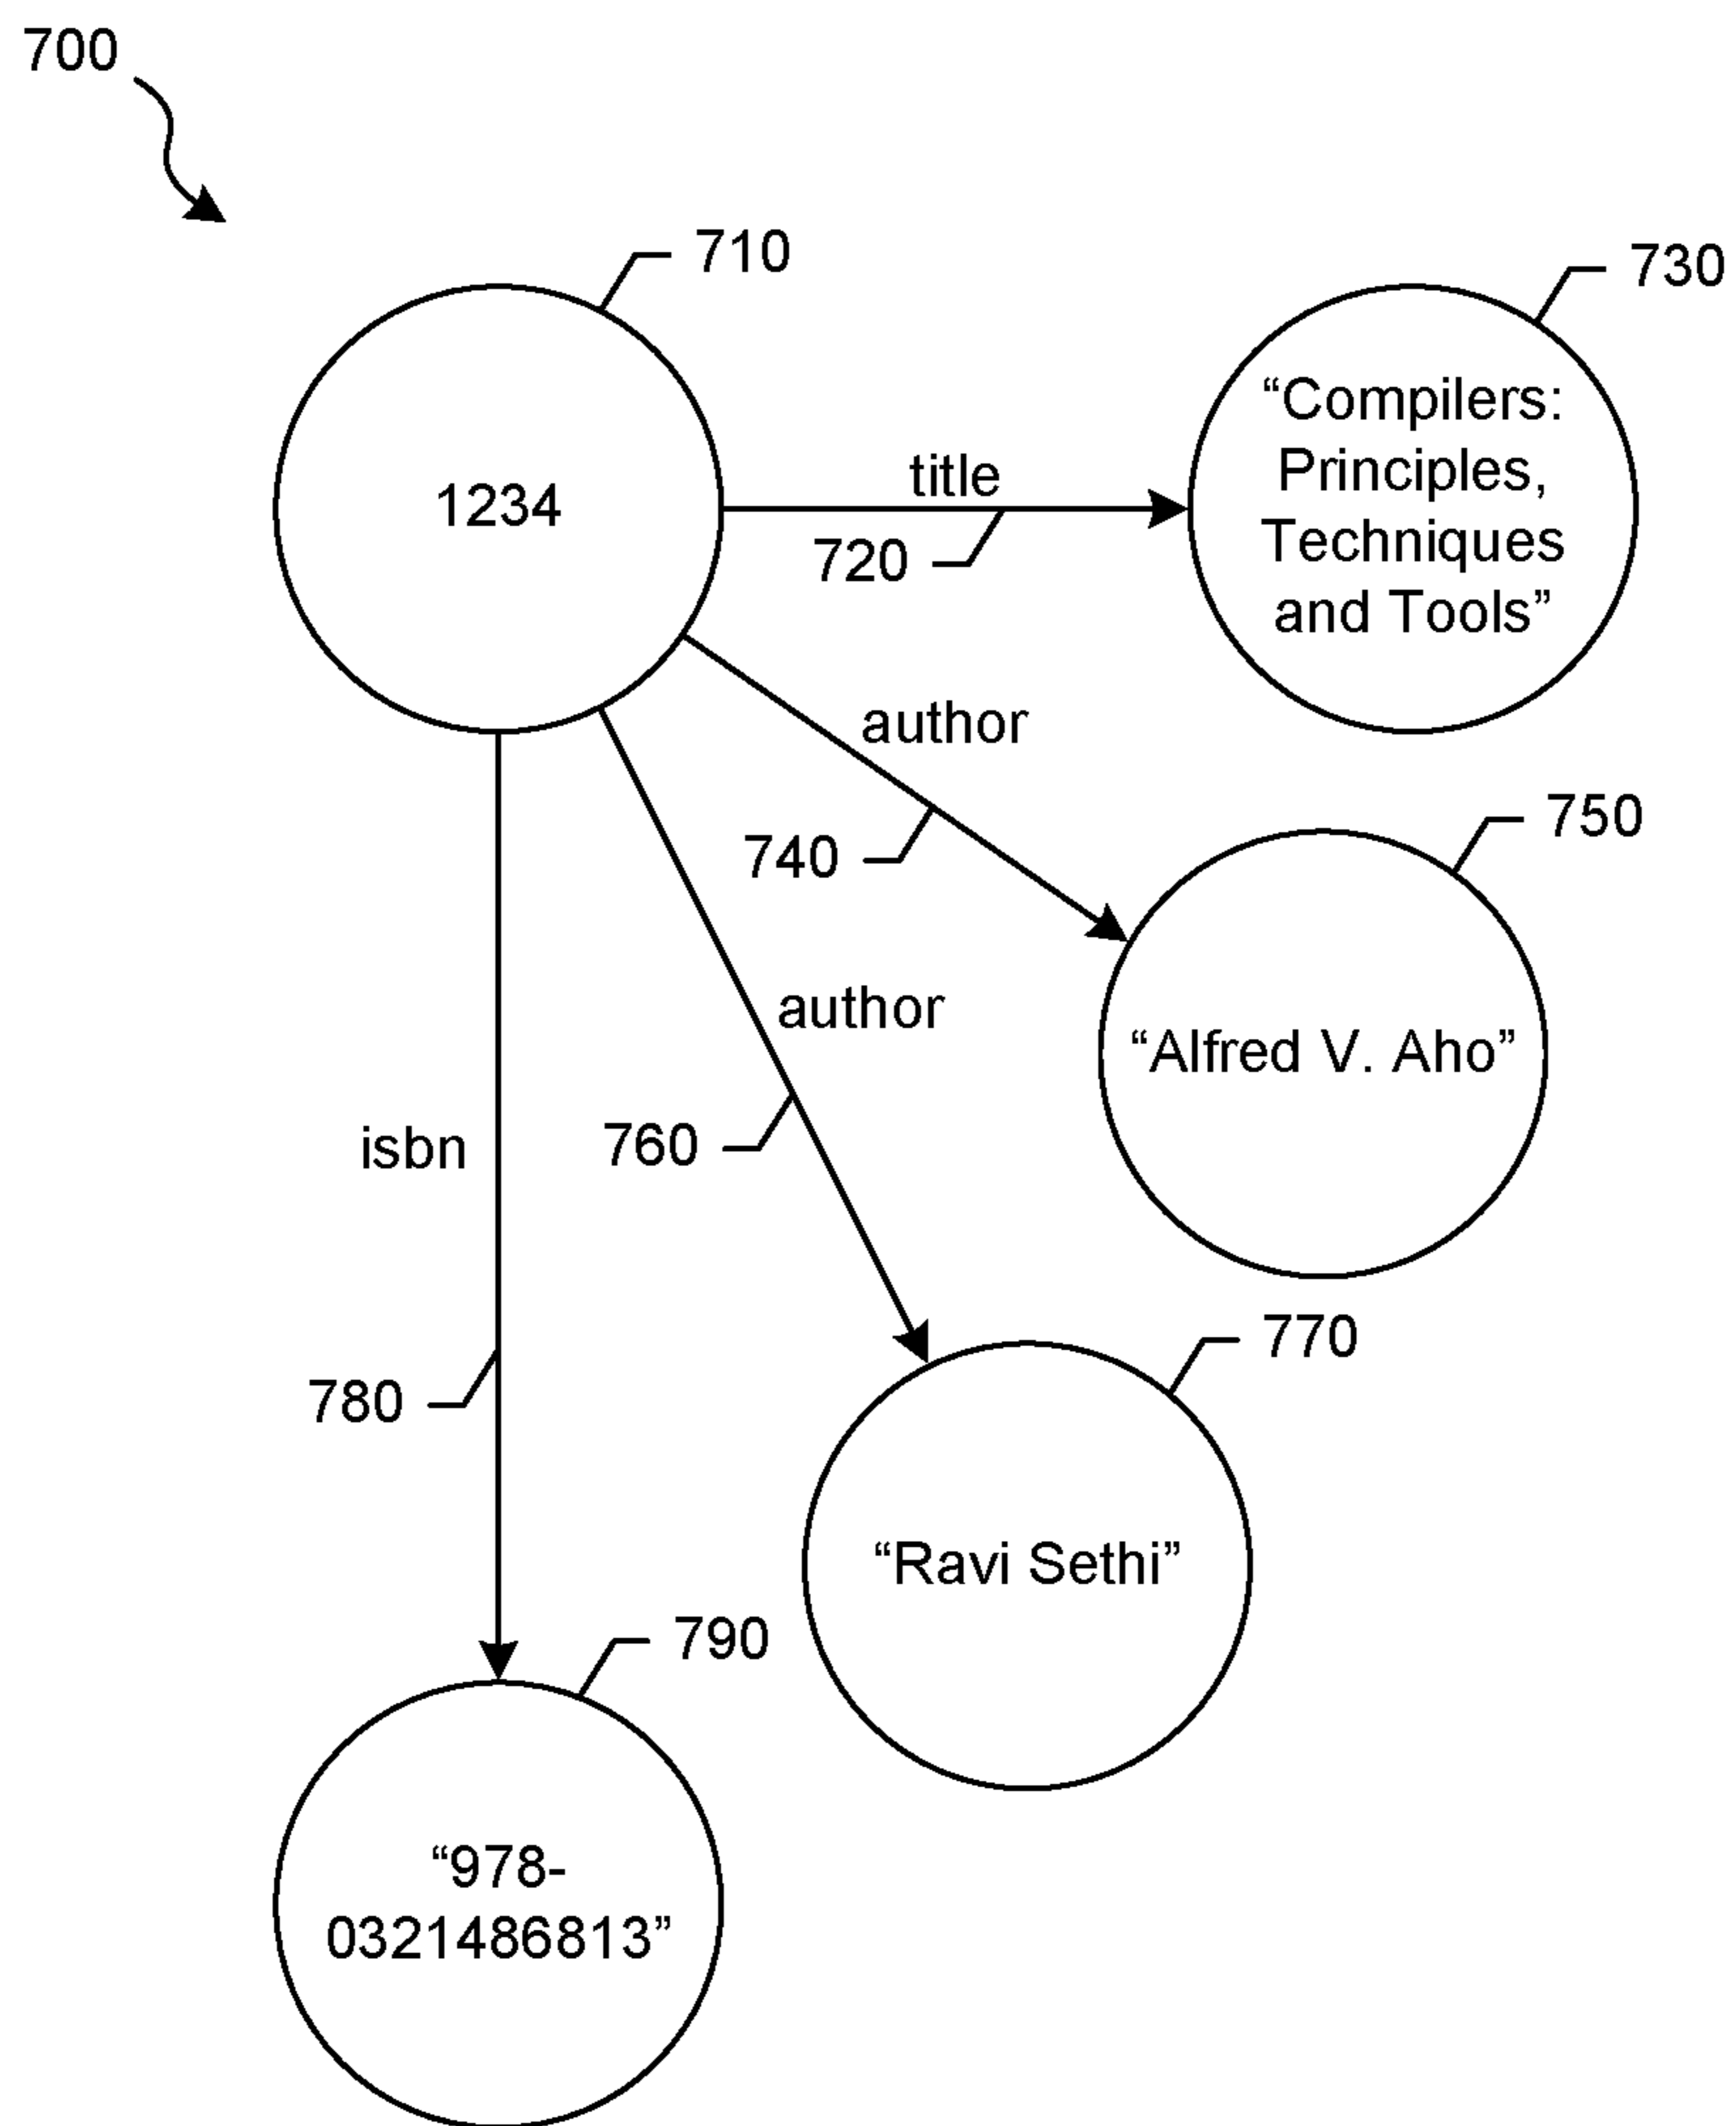 700
710
730
1234
title
720
“Compilers:
Principles,
Techniques
and Tools”
author
740
750
“Alfred V. Aho”
author
760
isbn
780
770
“Ravi Sethi”
790
“978-
0321486813”